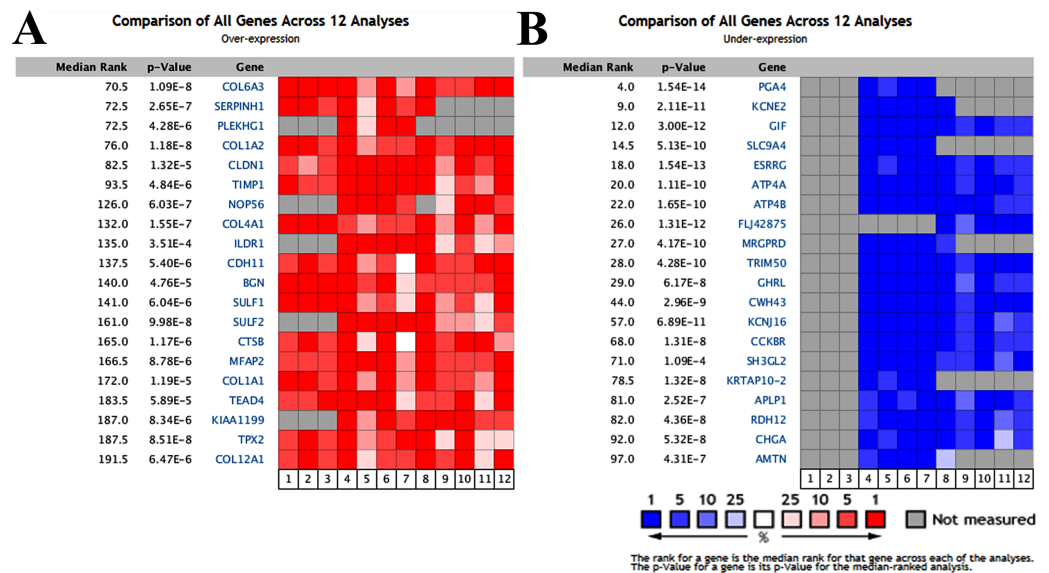 A
Comparison of All Genes Across 12 Analyses
Over-expression
Median Rank p-Value Gene
70.5 1.09E-8 COL6A3
72.5 2.65E-7 SERPINH1
72.5 4.28E-6 PLEKHG1
76.0 1.18E-8 COL1A2
82.5 1.32E-5 CLDN1
93.5 4.84E-6 TIMP1
126.0 6.03E-7 NOP56
132.0 1.55E-7 COL4A1
135.0 3.51E-4 ILDR1
137.5 5.40E-6 CDH11
140.0 4.76E-5 BGN
141.0 6.04E-6 SULF1
161.0 9.98E-8 SULF2
165.0 1.17E-6 CTSB
166.5 8.78E-6 MFAP2
172.0 1.19E-5 COL1A1
183.5 5.89E-5 TEAD4
187.0 8.34E-6 KIAA1199
187.5 8.51E-8 TPX2
191.5 6.47E-6 COL12A1
1 2 3 4 5 6 7 8 9 10 11 12
B
Comparison of All Genes Across 12 Analyses
Under-expression
Median Rank p-Value Gene
4.0 1.54E-14 PGA4
9.0 2.11E-11 KCNE2
12.0 3.00E-12 GIF
14.5 5.13E-10 SLC9A4
18.0 1.54E-13 ESRRG
20.0 1.11E-10 ATP4A
22.0 1.65E-10 ATP4B
26.0 1.31E-12 FLJ42875
27.0 4.17E-10 MRGPRD
28.0 4.28E-10 TRIM50
29.0 6.17E-8 GHRL
44.0 2.96E-9 CWH43
57.0 6.89E-11 KCNJ16
68.0 1.31E-8 CCKBR
71.0 1.09E-4 SH3GL2
78.5 1.32E-8 KRTAP10-2
81.0 2.52E-7 APLP1
82.0 4.36E-8 RDH12
92.0 5.32E-8 CHGA
97.0 4.31E-7 AMTN
1 2 3 4 5 6 7 8 9 10 11 12
1 5 10 25 25 10 5 1
Not measured
%
The rank for a gene is the median rank for that gene across each of the analyses.
The p-Value for a gene is its p-Value for the median-ranked analysis.